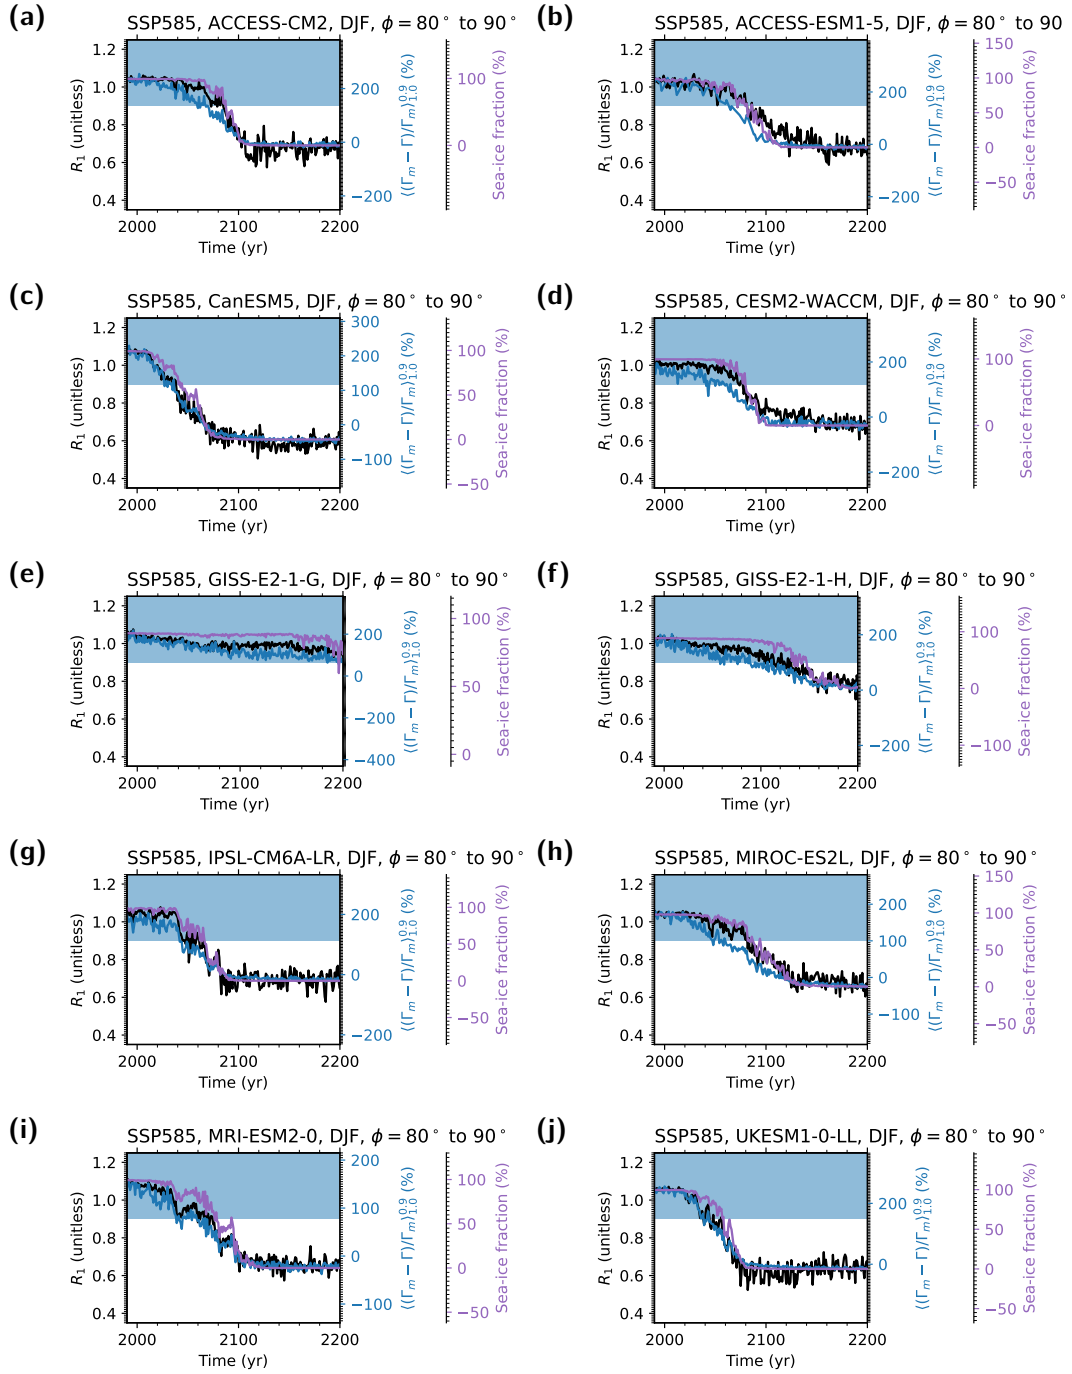 (a)
SSP585, ACCESS-CM2, DJF, ϕ = 80° to 90°
1.2
1.0
0.8
0.6
0.4
R₁ (unitless)
2000 2100 2200
Time (yr)
200
0
−200
⟨(Γₘ − Γ)/Γₘ⟩₁.₀⁰·⁹ (%)
100
0
Sea-ice fraction (%)
(b)
SSP585, ACCESS-ESM1-5, DJF, ϕ = 80° to 90
1.2
1.0
0.8
0.6
0.4
R₁ (unitless)
2000 2100 2200
Time (yr)
200
0
−200
⟨(Γₘ − Γ)/Γₘ⟩₁.₀⁰·⁹ (%)
150
100
50
0
−50
Sea-ice fraction (%)
(c)
SSP585, CanESM5, DJF, ϕ = 80° to 90°
1.2
1.0
0.8
0.6
0.4
R₁ (unitless)
2000 2100 2200
Time (yr)
300
200
100
0
−100
⟨(Γₘ − Γ)/Γₘ⟩₁.₀⁰·⁹ (%)
100
50
0
−50
Sea-ice fraction (%)
(d)
SSP585, CESM2-WACCM, DJF, ϕ = 80° to 90°
1.2
1.0
0.8
0.6
0.4
R₁ (unitless)
2000 2100 2200
Time (yr)
200
0
−200
⟨(Γₘ − Γ)/Γₘ⟩₁.₀⁰·⁹ (%)
100
0
Sea-ice fraction (%)
(e)
SSP585, GISS-E2-1-G, DJF, ϕ = 80° to 90°
1.2
1.0
0.8
0.6
0.4
R₁ (unitless)
2000 2100 2200
Time (yr)
200
0
−200
−400
⟨(Γₘ − Γ)/Γₘ⟩₁.₀⁰·⁹ (%)
100
50
0
Sea-ice fraction (%)
(f)
SSP585, GISS-E2-1-H, DJF, ϕ = 80° to 90°
1.2
1.0
0.8
0.6
0.4
R₁ (unitless)
2000 2100 2200
Time (yr)
200
0
−200
⟨(Γₘ − Γ)/Γₘ⟩₁.₀⁰·⁹ (%)
100
0
−100
Sea-ice fraction (%)
(g)
SSP585, IPSL-CM6A-LR, DJF, ϕ = 80° to 90°
1.2
1.0
0.8
0.6
0.4
R₁ (unitless)
2000 2100 2200
Time (yr)
200
0
−200
⟨(Γₘ − Γ)/Γₘ⟩₁.₀⁰·⁹ (%)
100
50
0
−50
Sea-ice fraction (%)
(h)
SSP585, MIROC-ES2L, DJF, ϕ = 80° to 90°
1.2
1.0
0.8
0.6
0.4
R₁ (unitless)
2000 2100 2200
Time (yr)
200
100
0
−100
⟨(Γₘ − Γ)/Γₘ⟩₁.₀⁰·⁹ (%)
150
100
50
0
−50
Sea-ice fraction (%)
(i)
SSP585, MRI-ESM2-0, DJF, ϕ = 80° to 90°
1.2
1.0
0.8
0.6
0.4
R₁ (unitless)
2000 2100 2200
Time (yr)
200
100
0
−100
⟨(Γₘ − Γ)/Γₘ⟩₁.₀⁰·⁹ (%)
100
50
0
−50
Sea-ice fraction (%)
(j)
SSP585, UKESM1-0-LL, DJF, ϕ = 80° to 90°
1.2
1.0
0.8
0.6
0.4
R₁ (unitless)
2000 2100 2200
Time (yr)
200
0
⟨(Γₘ − Γ)/Γₘ⟩₁.₀⁰·⁹ (%)
100
50
0
−50
Sea-ice fraction (%)